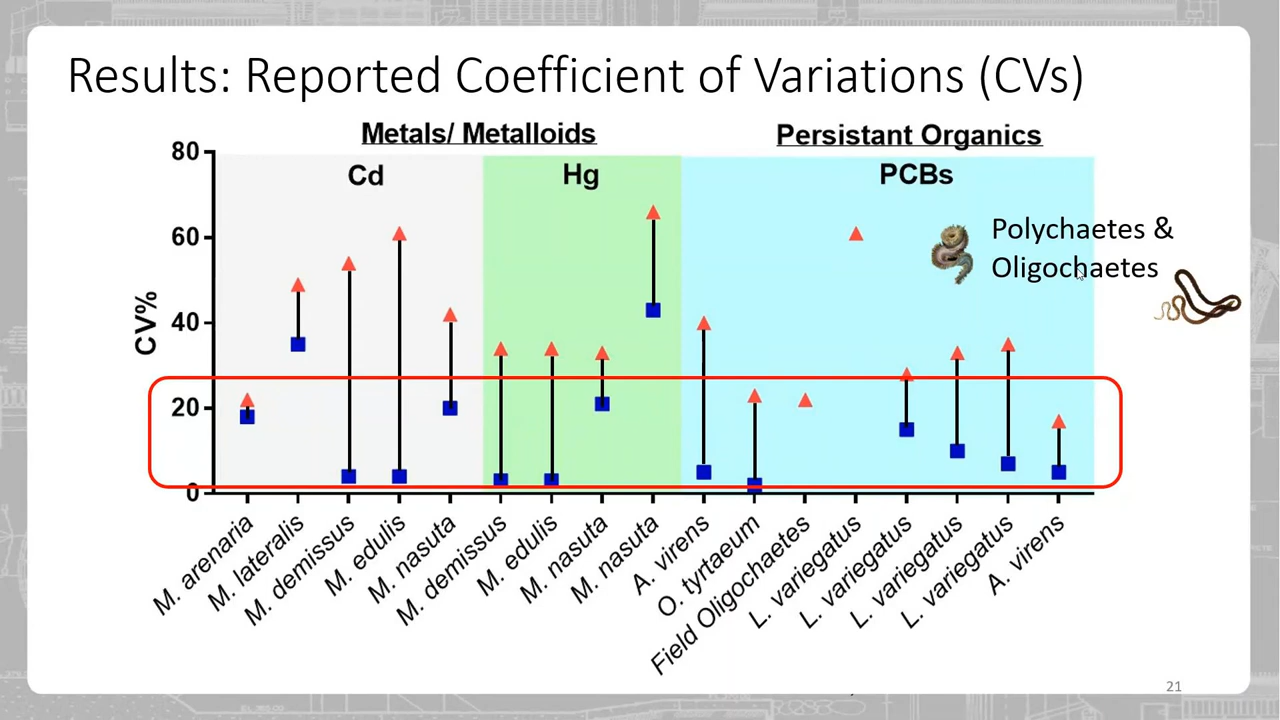 Results: Reported Coefficient of Variations (CVs)
Metals/ Metalloids
Persistant Organics
Cd
Hg
PCBs
Polychaetes &
Oligochaetes
CV%
80
60
40
20
0
M. arenaria
M. lateralis
M. demissus
M. edulis
M. nasuta
M. demissus
M. edulis
M. nasuta
M. nasuta
A. virens
O. tyrtaeum
Field Oligochaetes
L. variegatus
L. variegatus
L. variegatus
L. variegatus
A. virens
21